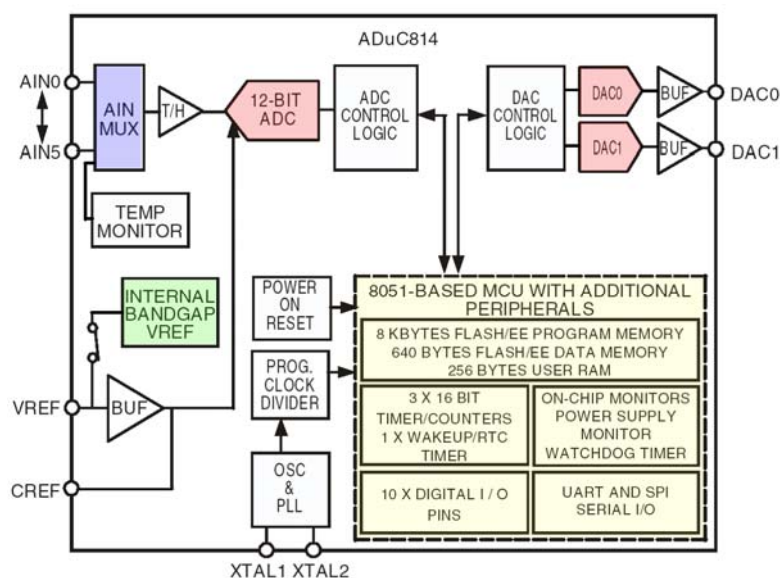 ADuC814
AIN0
AIN5
AIN
MUX
T/H
12-BIT
ADC
ADC
CONTROL
LOGIC
DAC
CONTROL
LOGIC
DAC0
BUF
DAC0
DAC1
BUF
DAC1
TEMP
MONITOR
INTERNAL
BANDGAP
VREF
VREF
BUF
CREF
POWER
ON
RESET
PROG.
CLOCK
DIVIDER
OSC
&
PLL
XTAL1 XTAL2
8051-BASED MCU WITH ADDITIONAL
PERIPHERALS
8 KBYTES FLASH/EE PROGRAM MEMORY
640 BYTES FLASH/EE DATA MEMORY
256 BYTES USER RAM
3 X 16 BIT
TIMER/COUNTERS
1 X WAKEUP/RTC
TIMER
ON-CHIP MONITORS
POWER SUPPLY
MONITOR
WATCHDOG TIMER
10 X DIGITAL I / O
PINS
UART AND SPI
SERIAL I/O